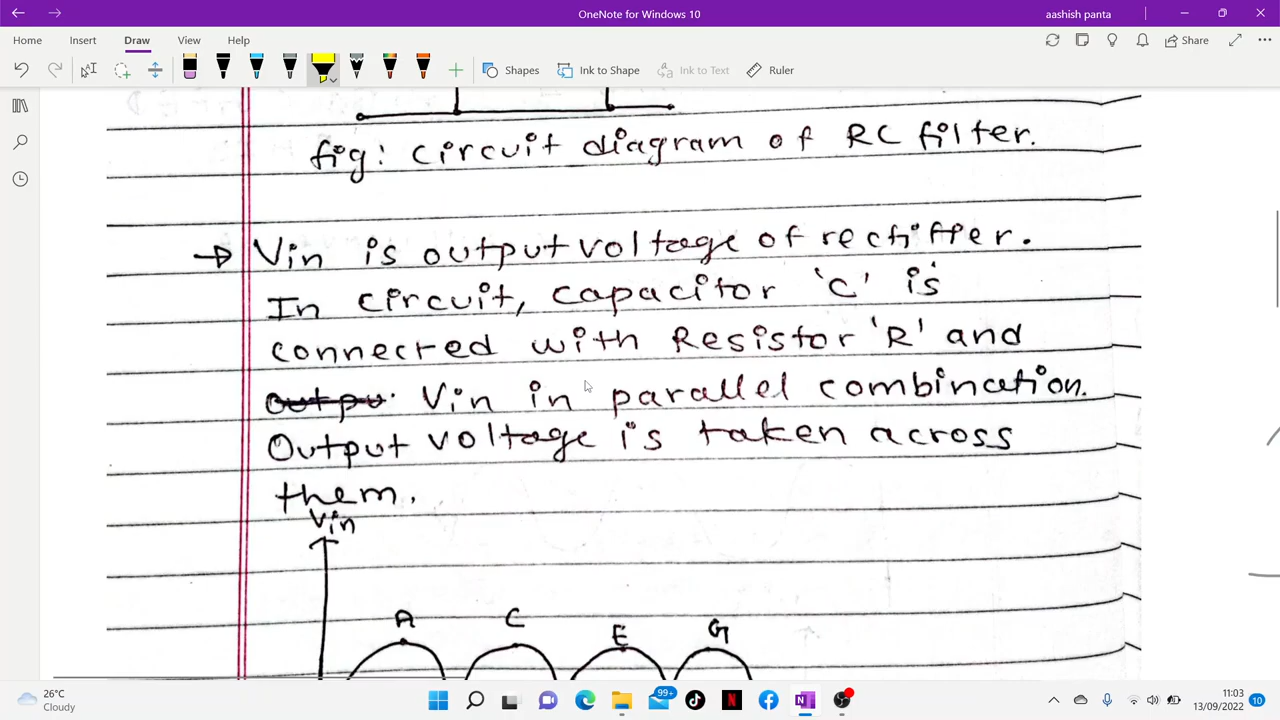 OneNote for Windows 10
aashish panta
Home Insert Draw View Help
Share
Shapes Ink to Shape Ink to Text Ruler
fig: circuit diagram of RC filter.
→ Vin is output voltage of rectifier.
In circuit, capacitor 'C' is
connected with Resistor 'R' and
outpu. Vin in parallel combination.
Output voltage is taken across
them.
Vin
A C E G
99+
26°C
Cloudy
11:03
13/09/2022
10